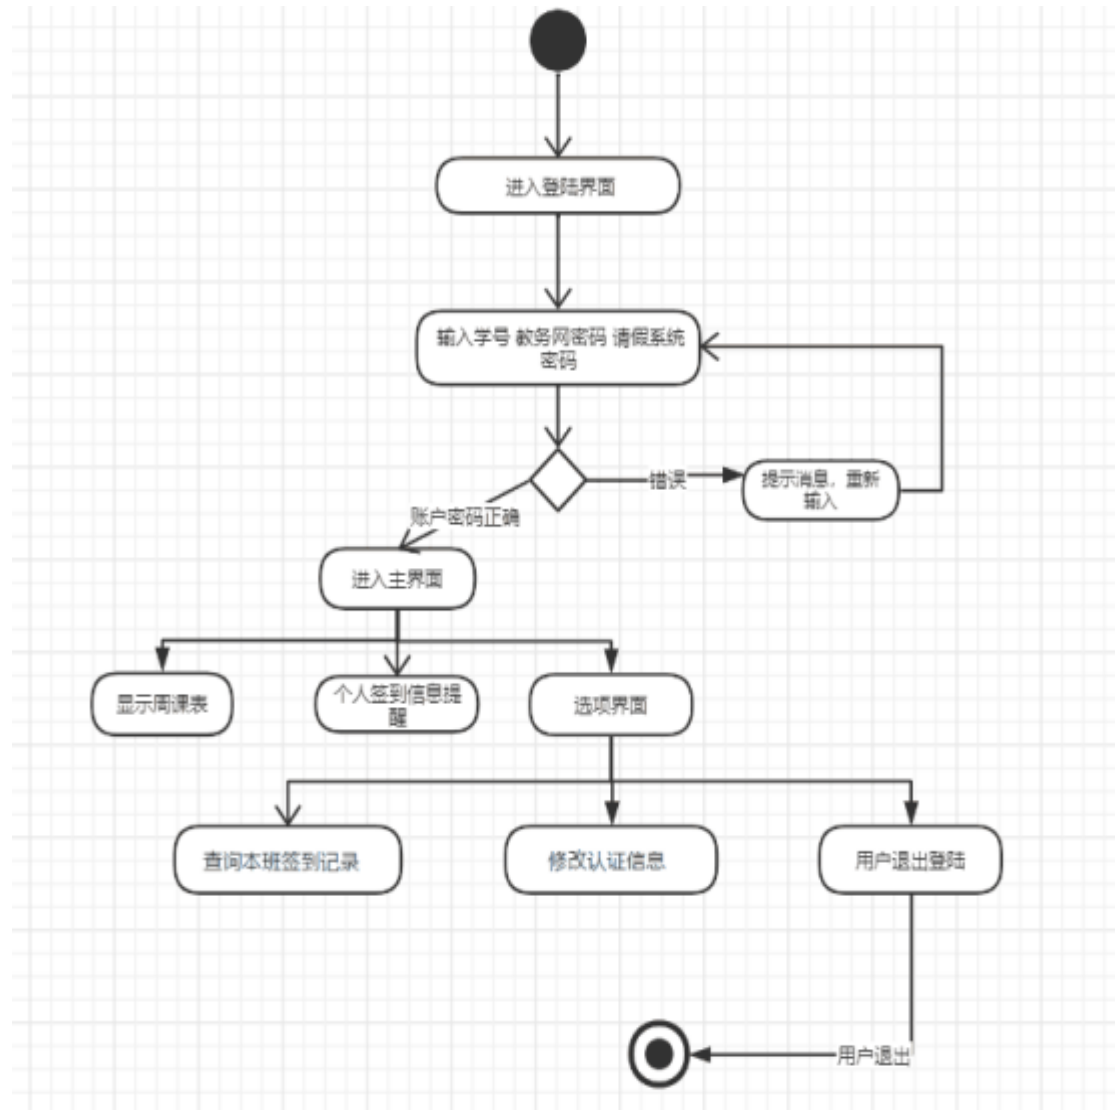 进入登陆界面
输入学号 教务网密码 请假系统
密码
错误
提示消息，重新
输入
账户密码正确
进入主界面
显示周课表
个人签到信息提
醒
选项界面
查询本班签到记录
修改认证信息
用户退出登陆
用户退出